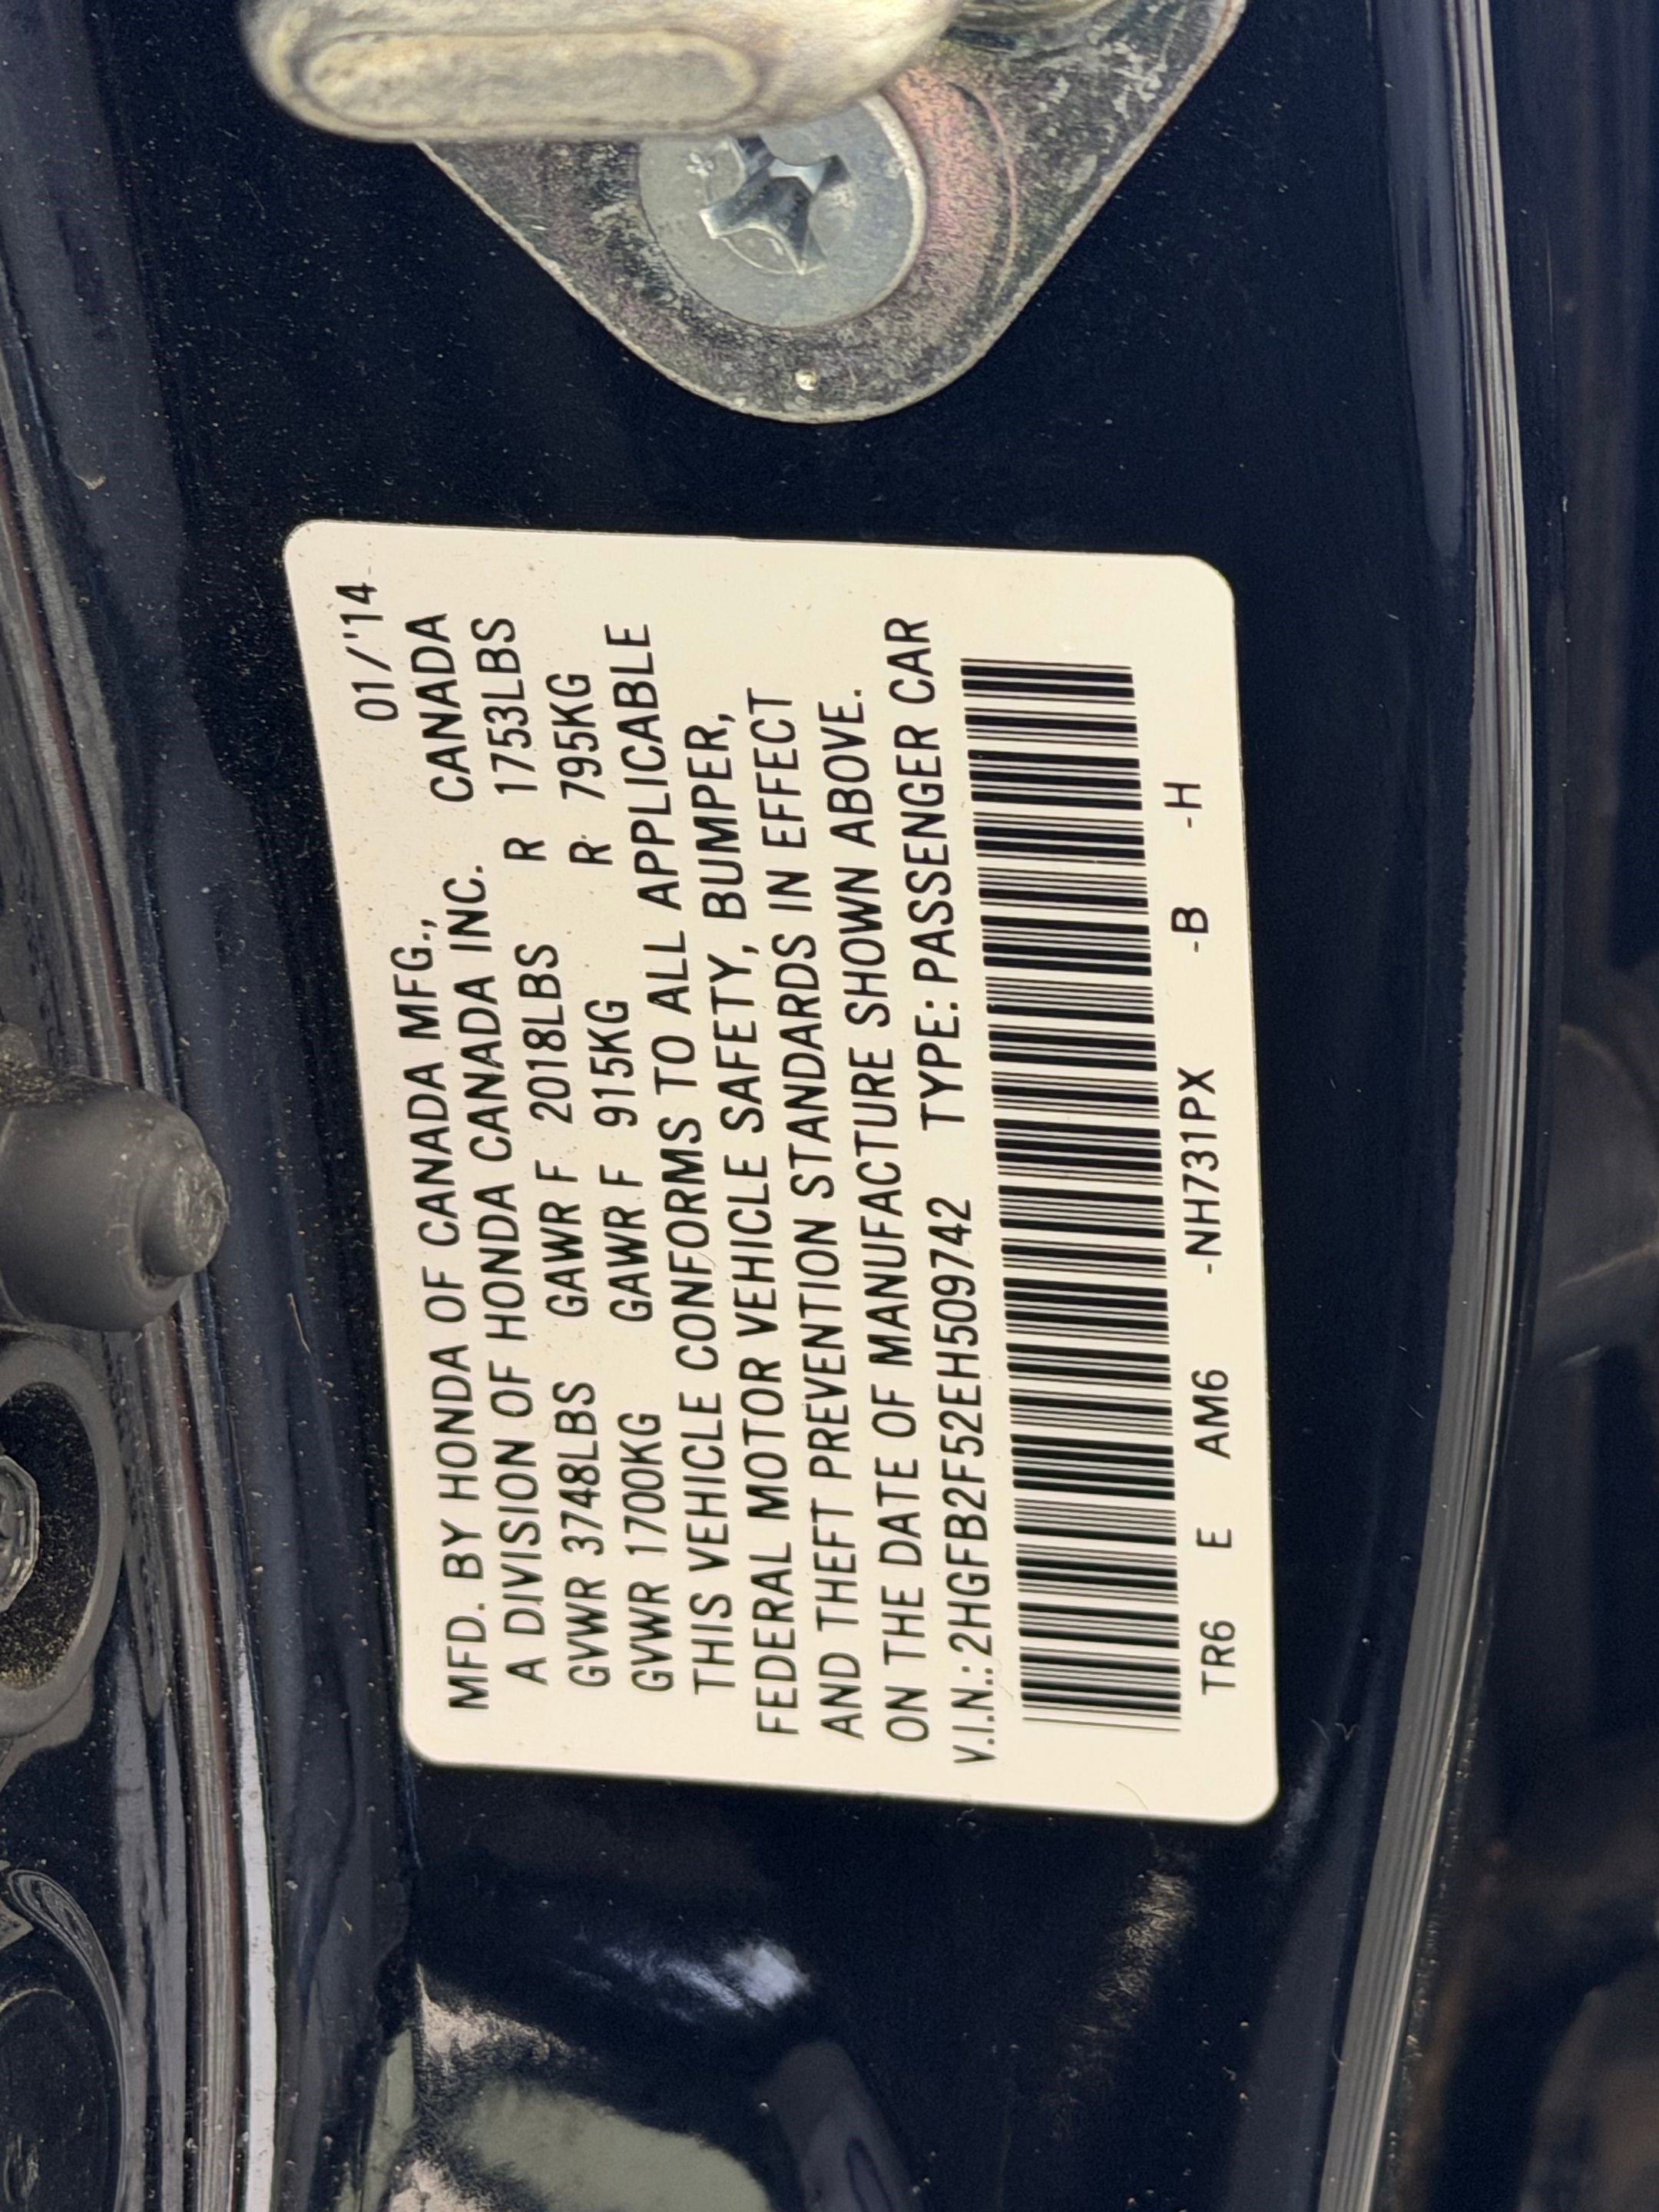 01/'14
MFD. BY HONDA OF CANADA MFG.,
A DIVISION OF HONDA CANADA INC. CANADA
GVWR 3748LBS GAWR F 2018LBS R 1753LBS
GVWR 1700KG GAWR F 915KG R 795KG
THIS VEHICLE CONFORMS TO ALL APPLICABLE
FEDERAL MOTOR VEHICLE SAFETY, BUMPER,
AND THEFT PREVENTION STANDARDS IN EFFECT
ON THE DATE OF MANUFACTURE SHOWN ABOVE.
V.I.N.: 2HGFB2F52EH509742 TYPE: PASSENGER CAR
TR6 E AM6 -NH731PX -B -H